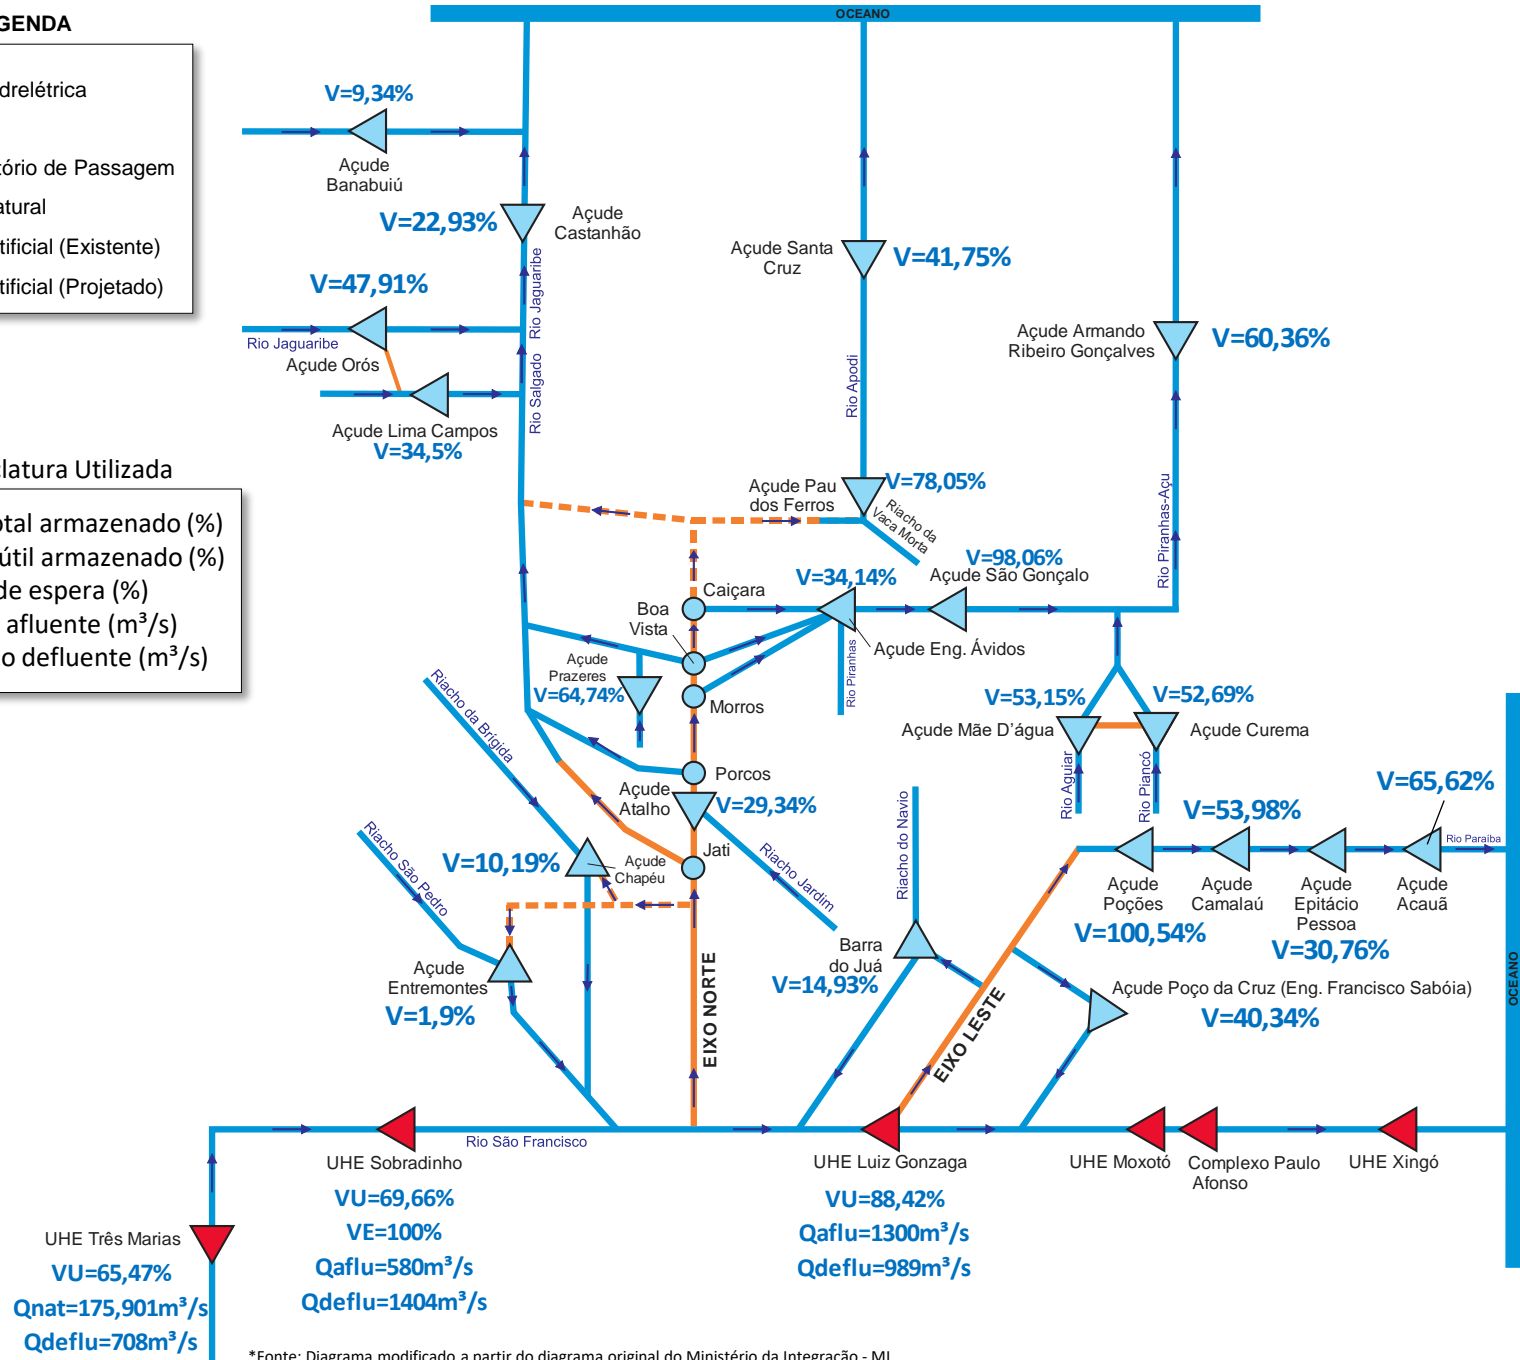 GENDA
drelétrica
tório de Passagem
atural
tificial (Existente)
tificial (Projetado)
latura Utilizada
otal armazenado (%)
útil armazenado (%)
de espera (%)
afluente (m³/s)
o defluente (m³/s)
OCEANO
V=9,34%
Açude
Banabuiú
V=22,93%
Açude
Castanhão
Rio Jaguaribe
V=47,91%
Rio Jaguaribe
Açude Orós
Rio Salgado
Açude Lima Campos
V=34,5%
Açude Santa
Cruz
V=41,75%
Rio Apodi
Açude Armando
Ribeiro Gonçalves
V=60,36%
Rio Piranhas-Açu
Açude Pau
dos Ferros
V=78,05%
Riacho da
Vaca Morta
V=98,06%
Açude São Gonçalo
V=34,14%
Açude Eng. Ávidos
Rio Piranhas
Caiçara
Boa
Vista
Morros
Açude
Prazeres
V=64,74%
Porcos
Açude
Atalho
V=29,34%
Jati
Riacho Jardim
Riacho da Brígida
V=10,19%
Açude
Chapéu
Riacho São Pedro
Açude
Entremontes
V=1,9%
EIXO NORTE
V=53,15%
Açude Mãe D'água
V=52,69%
Açude Curema
Rio Aguiar
Rio Piancó
Riacho do Navio
Barra
do Juá
V=14,93%
EIXO LESTE
V=65,62%
V=53,98%
Rio Paraíba
Açude
Poções
V=100,54%
Açude
Camalaú
Açude
Epitácio
Pessoa
V=30,76%
Açude
Acauã
Açude Poço da Cruz (Eng. Francisco Sabóia)
V=40,34%
OCEANO
Rio São Francisco
UHE Sobradinho
VU=69,66%
VE=100%
Qaflu=580m³/s
Qdeflu=1404m³/s
UHE Luiz Gonzaga
VU=88,42%
Qaflu=1300m³/s
Qdeflu=989m³/s
UHE Moxotó
Complexo Paulo
Afonso
UHE Xingó
UHE Três Marias
VU=65,47%
Qnat=175,901m³/s
Qdeflu=708m³/s
*Fonte: Diagrama modificado a partir do diagrama original do Ministério da Integração - MI